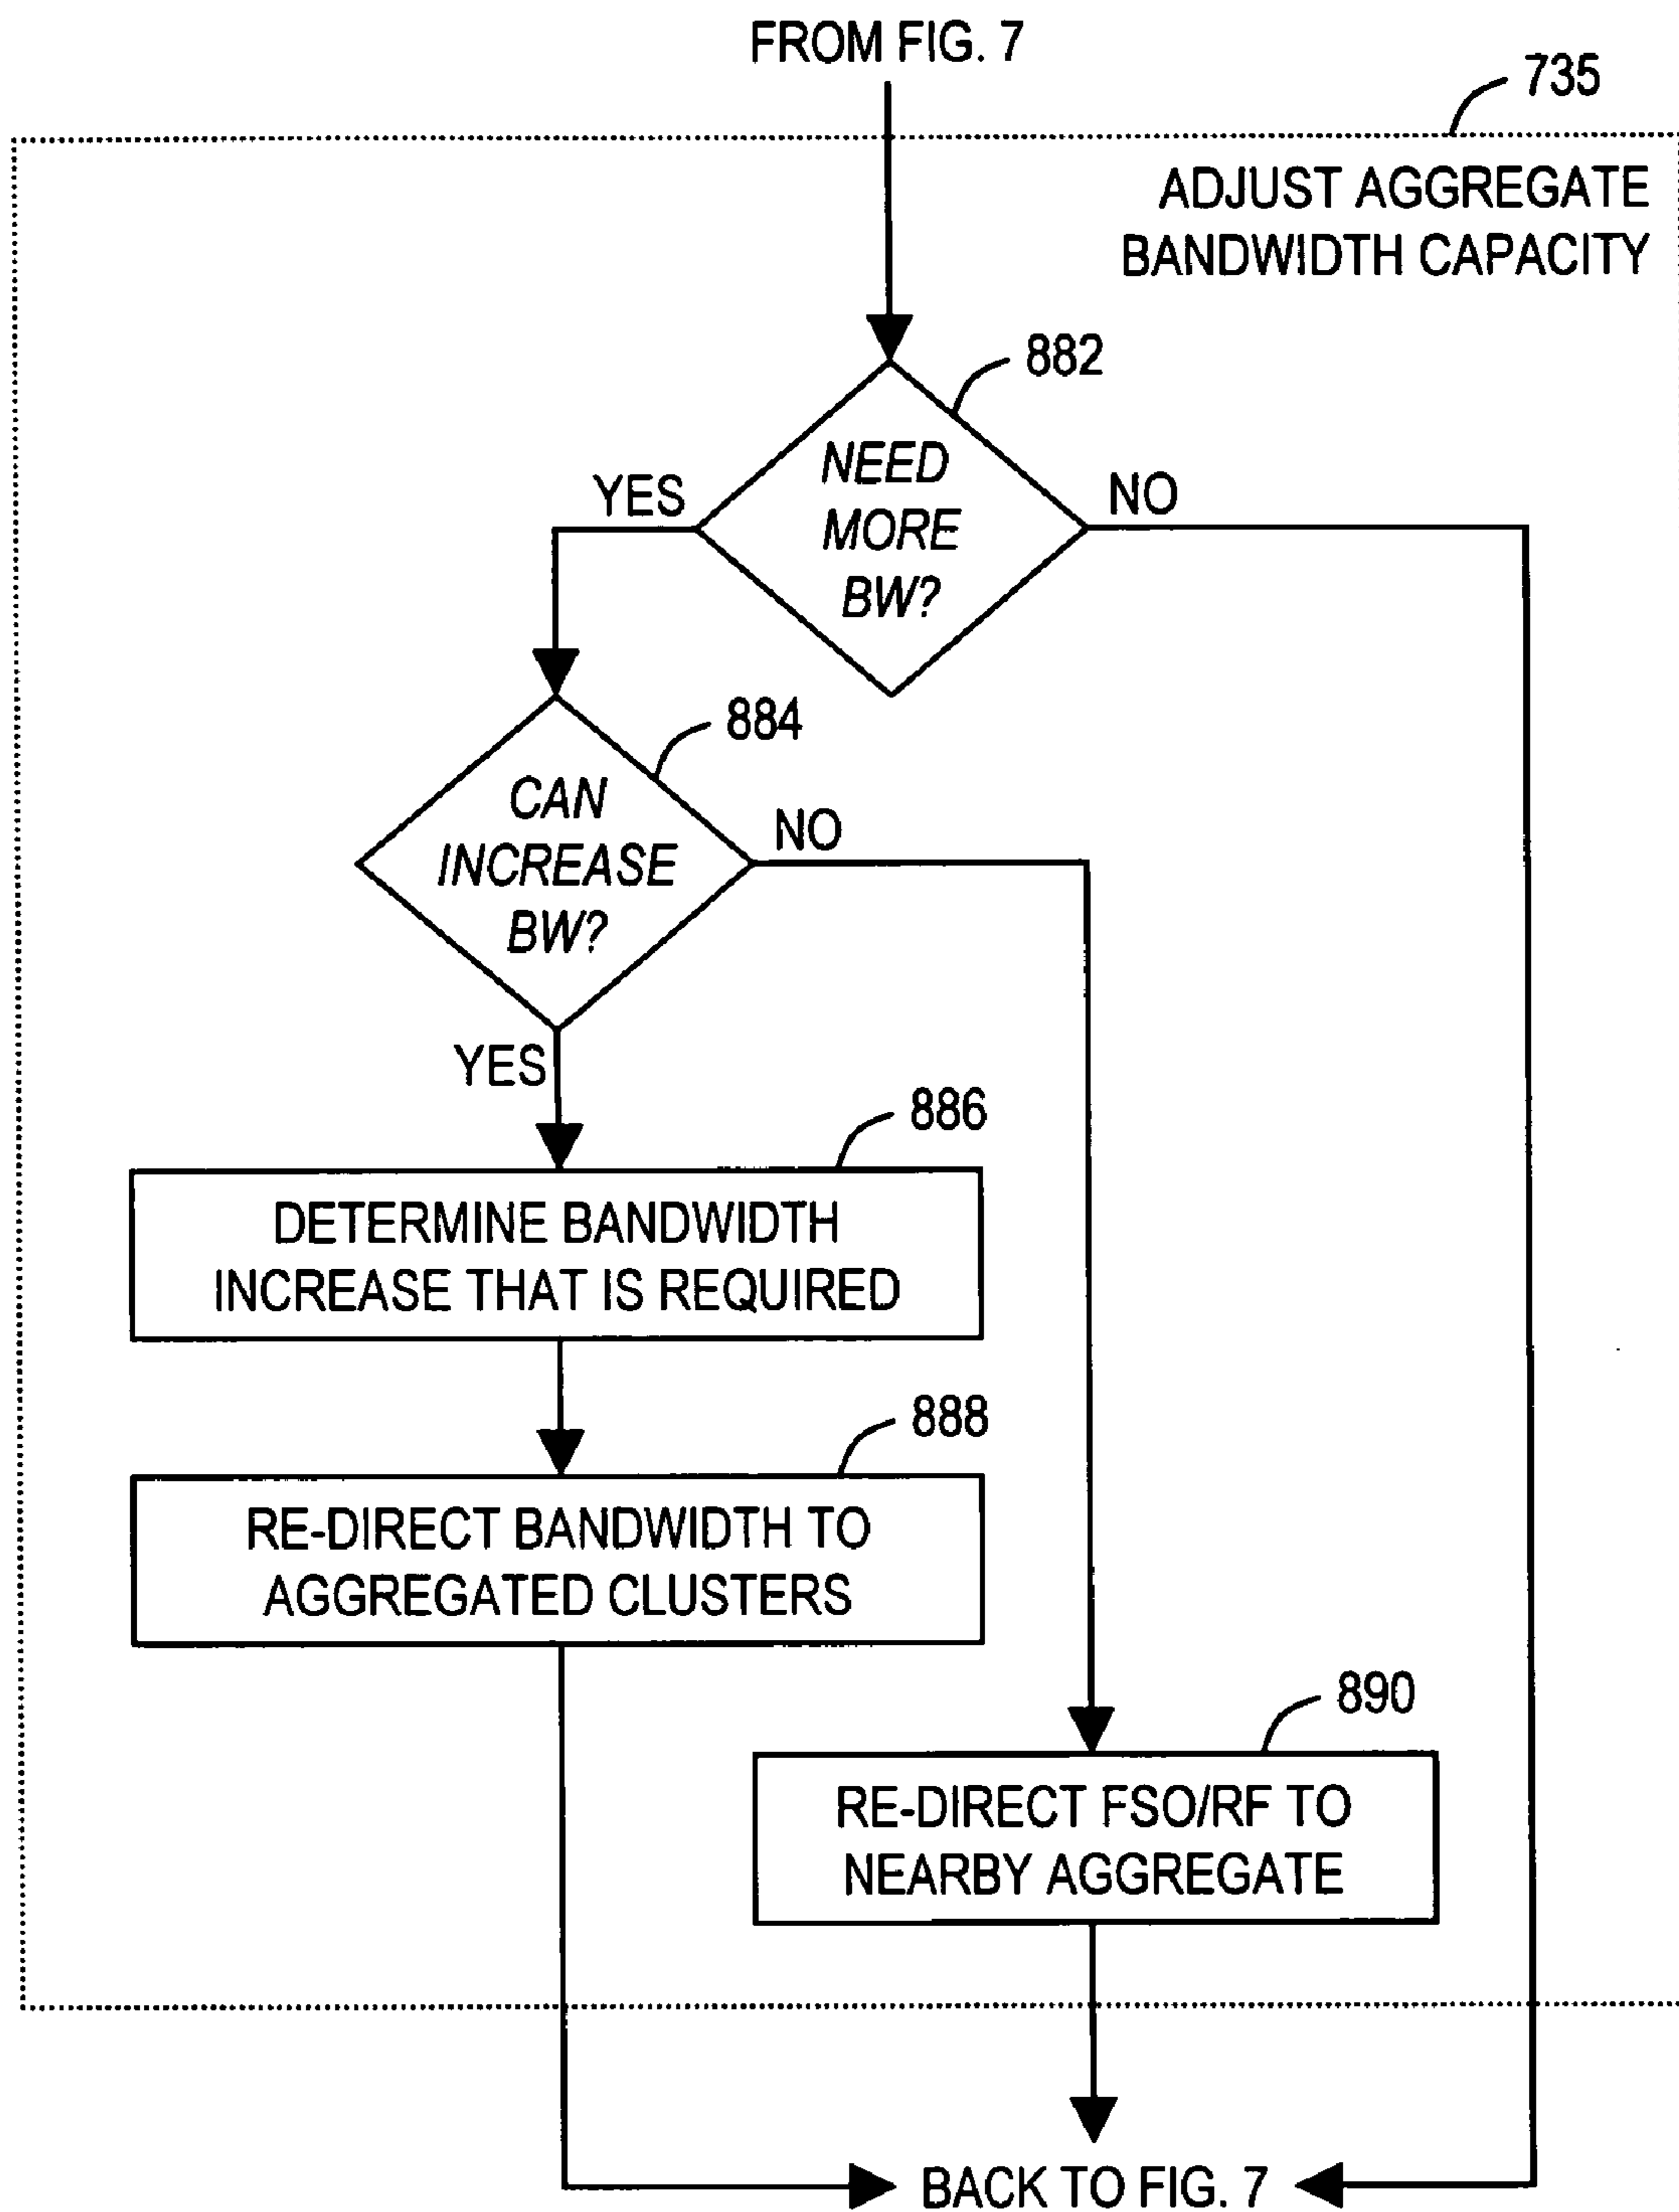 FROM FIG. 7
735
ADJUST AGGREGATE
BANDWIDTH CAPACITY
882
NEED
MORE
BW?
YES
NO
884
CAN
INCREASE
BW?
NO
YES
886
DETERMINE BANDWIDTH
INCREASE THAT IS REQUIRED
888
RE-DIRECT BANDWIDTH TO
AGGREGATED CLUSTERS
890
RE-DIRECT FSO/RF TO
NEARBY AGGREGATE
BACK TO FIG. 7